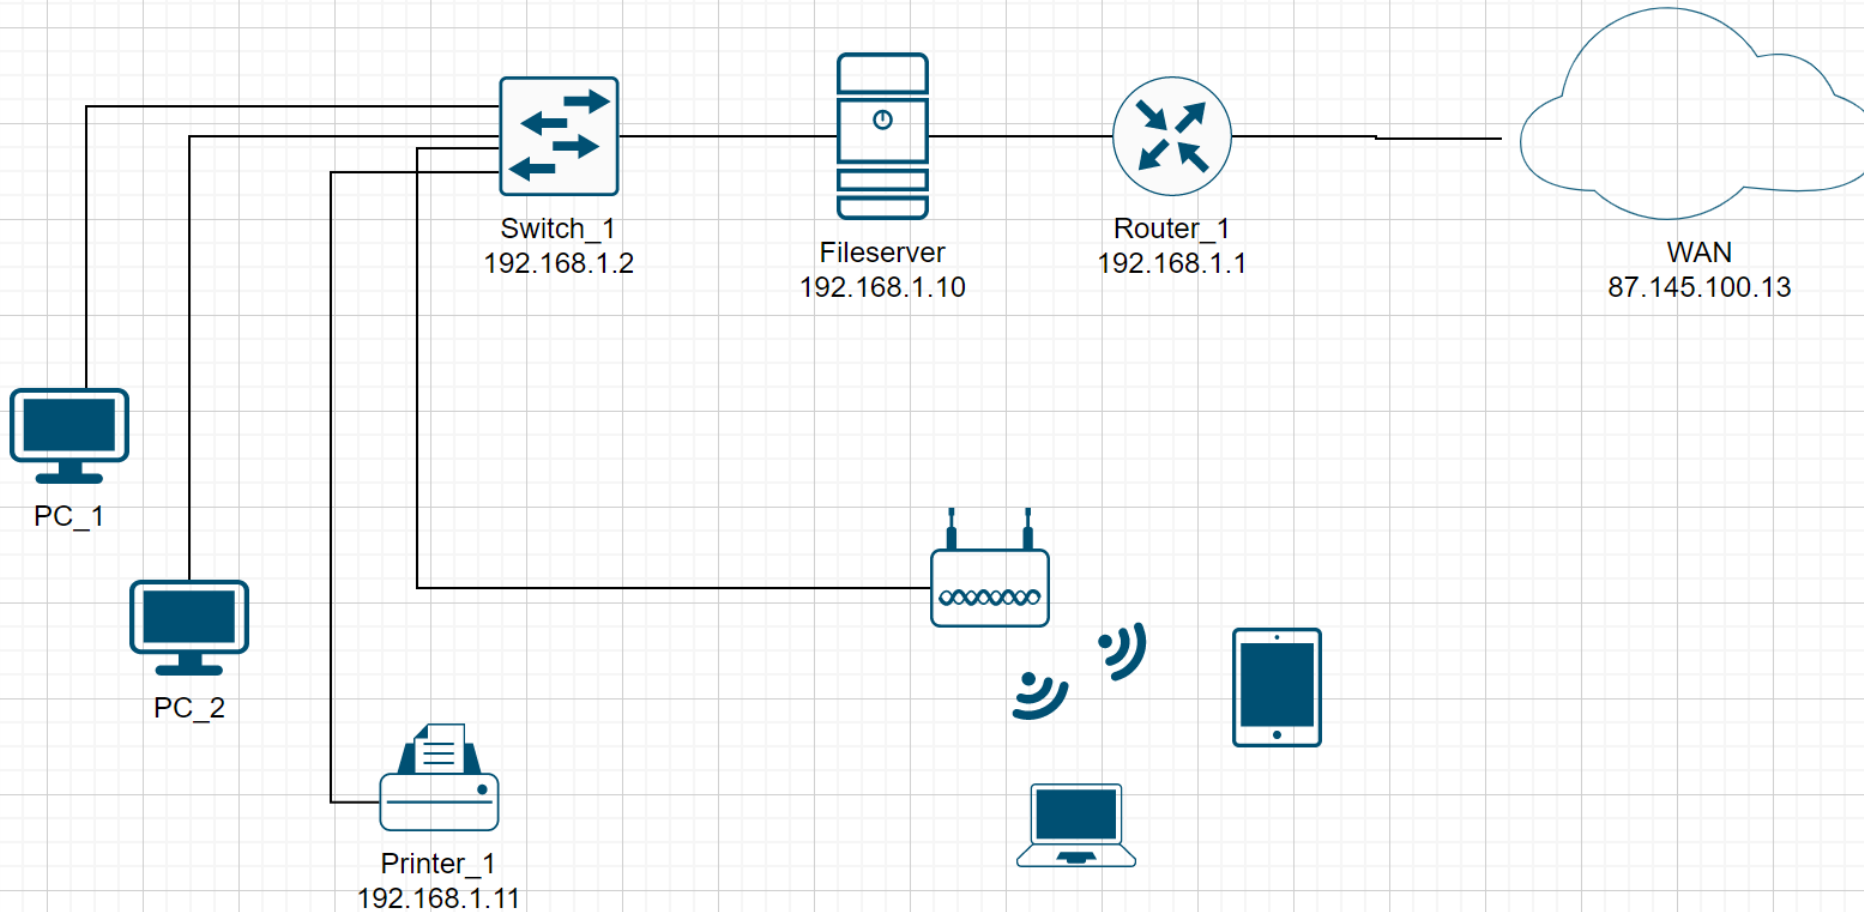 Switch_1
192.168.1.2
Fileserver
192.168.1.10
Router_1
192.168.1.1
WAN
87.145.100.13
PC_1
PC_2
Printer_1
192.168.1.11